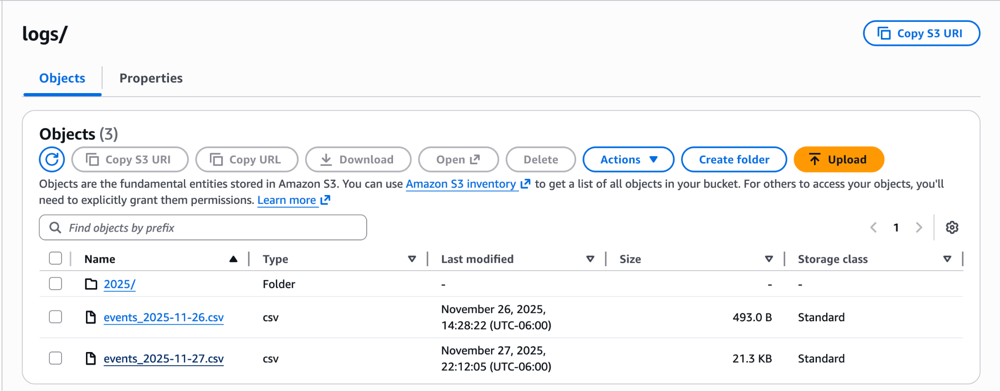 logs/
Copy S3 URI
Objects
Properties
Objects (3)
Copy S3 URI
Copy URL
Download
Open
Delete
Actions
Create folder
Upload
Objects are the fundamental entities stored in Amazon S3. You can use Amazon S3 inventory to get a list of all objects in your bucket. For others to access your objects, you'll
need to explicitly grant them permissions. Learn more
Find objects by prefix
1
Name
Type
Last modified
Size
Storage class
2025/
Folder
-
-
-
events_2025-11-26.csv
csv
November 26, 2025,
14:28:22 (UTC-06:00)
493.0 B
Standard
events_2025-11-27.csv
csv
November 27, 2025,
22:12:05 (UTC-06:00)
21.3 KB
Standard